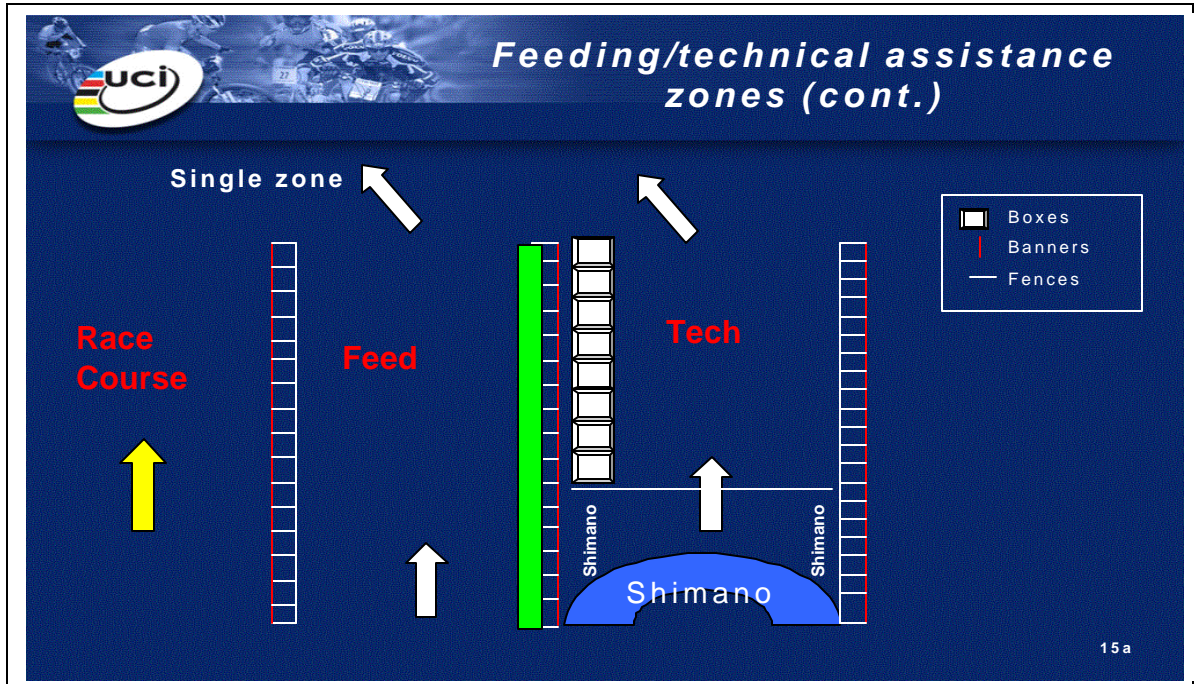 uci
27
Feeding/technical assistance
zones (cont.)
Single zone
Boxes
Banners
Fences
Race
Course
Feed
Tech
Shimano
Shimano
Shimano
15a